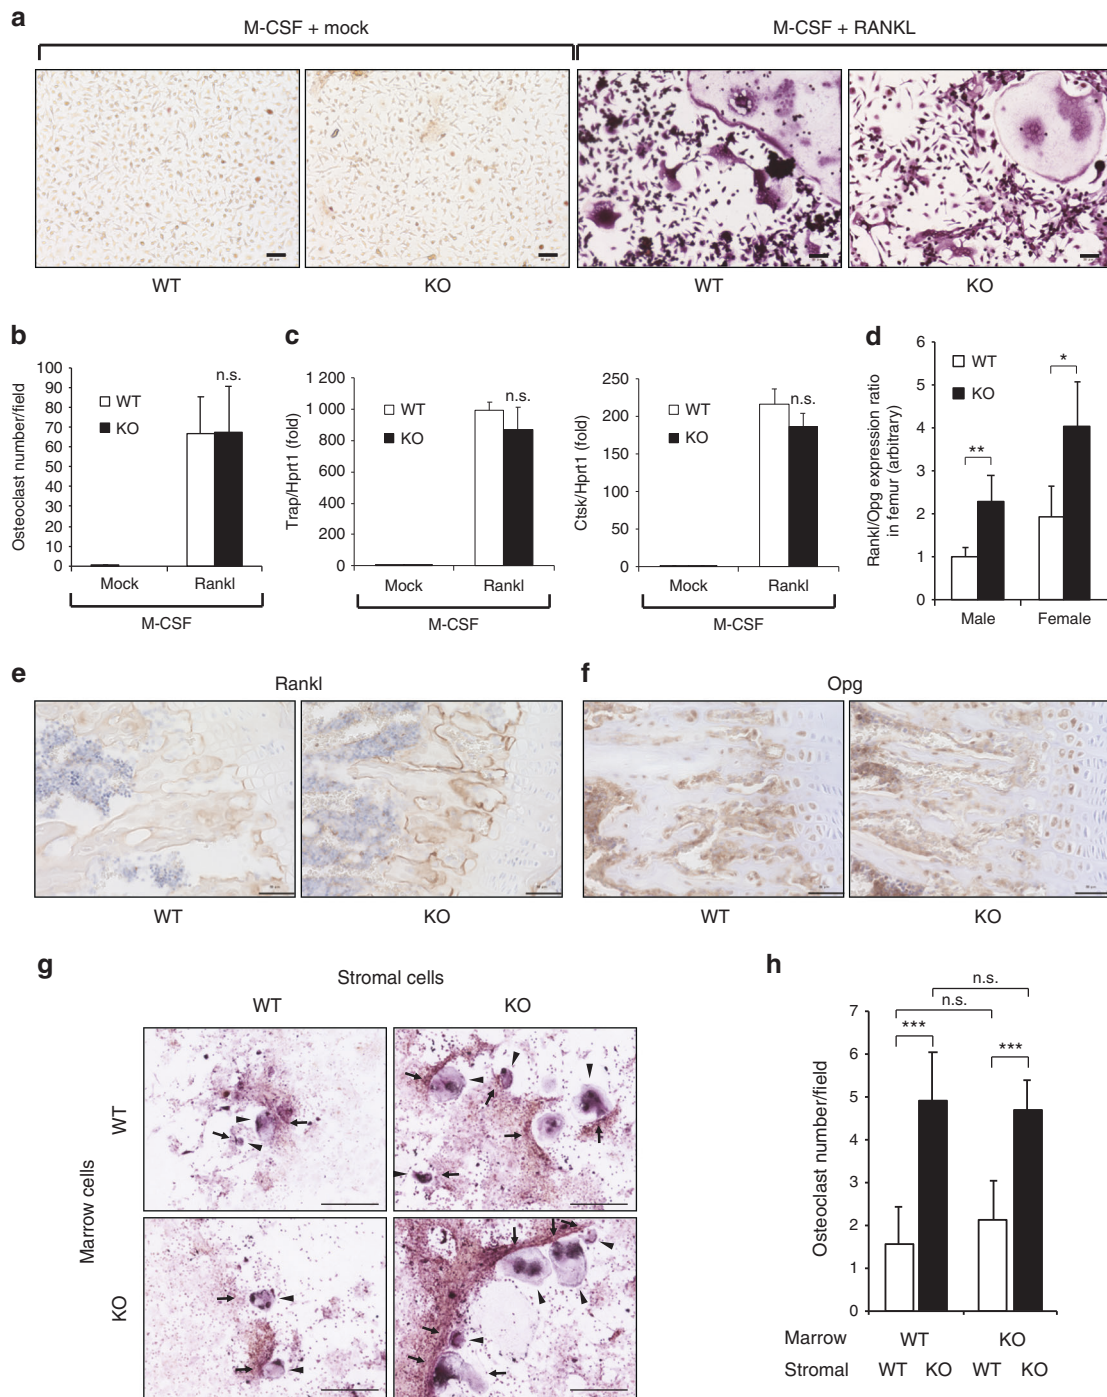 a
M-CSF + mock
M-CSF + RANKL
WT
KO
WT
KO
b
Osteoclast number/field
100
90
80
70
60
50
40
30
20
10
0
WT
KO
n.s.
Mock
Rankl
M-CSF
c
Trap/Hprt1 (fold)
1 200
1 000
800
600
400
200
0
WT
KO
n.s.
Mock
Rankl
M-CSF
Ctsk/Hprt1 (fold)
250
200
150
100
50
0
WT
KO
n.s.
Mock
Rankl
M-CSF
d
Rankl/Opg expression ratio
in femur (arbitrary)
6
5
4
3
2
1
0
WT
KO
**
*
Male
Female
e
Rankl
WT
KO
f
Opg
WT
KO
g
Stromal cells
WT
KO
Marrow cells
WT
KO
h
Osteoclast number/field
7
6
5
4
3
2
1
0
n.s.
n.s.
***
***
Marrow WT KO
Stromal WT KO WT KO